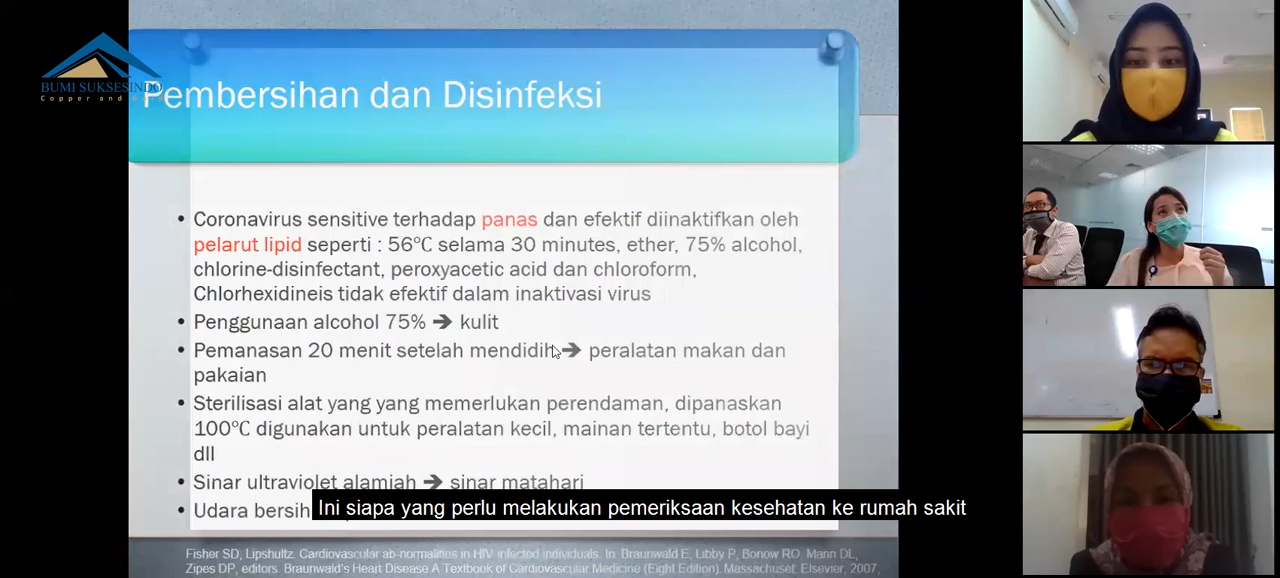 BUMI SUKSESINDO
Copper and
Pembersihan dan Disinfeksi
• Coronavirus sensitive terhadap panas dan efektif diinaktifkan oleh
pelarut lipid seperti : 56℃ selama 30 minutes, ether, 75% alcohol,
chlorine-disinfectant, peroxyacetic acid dan chloroform,
Chlorhexidineis tidak efektif dalam inaktivasi virus
• Penggunaan alcohol 75% ➔ kulit
• Pemanasan 20 menit setelah mendidih ➔ peralatan makan dan
pakaian
• Sterilisasi alat yang yang memerlukan perendaman, dipanaskan
100℃ digunakan untuk peralatan kecil, mainan tertentu, botol bayi
dll
• Sinar ultraviolet alamiah ➔ sinar matahari
• Udara bersih
Ini siapa yang perlu melakukan pemeriksaan kesehatan ke rumah sakit
Fisher SD, Lipshultz. Cardiovascular ab-normalities in HIV infected individuals. In. Braunwald E, Libby P, Bonow RO, Mann DL,
Zipes DP, editors. Braunwald's Heart Disease A Textbook of Cardiovascular Medicine (Eight Edition). Massachuset; Elsevier, 2007,